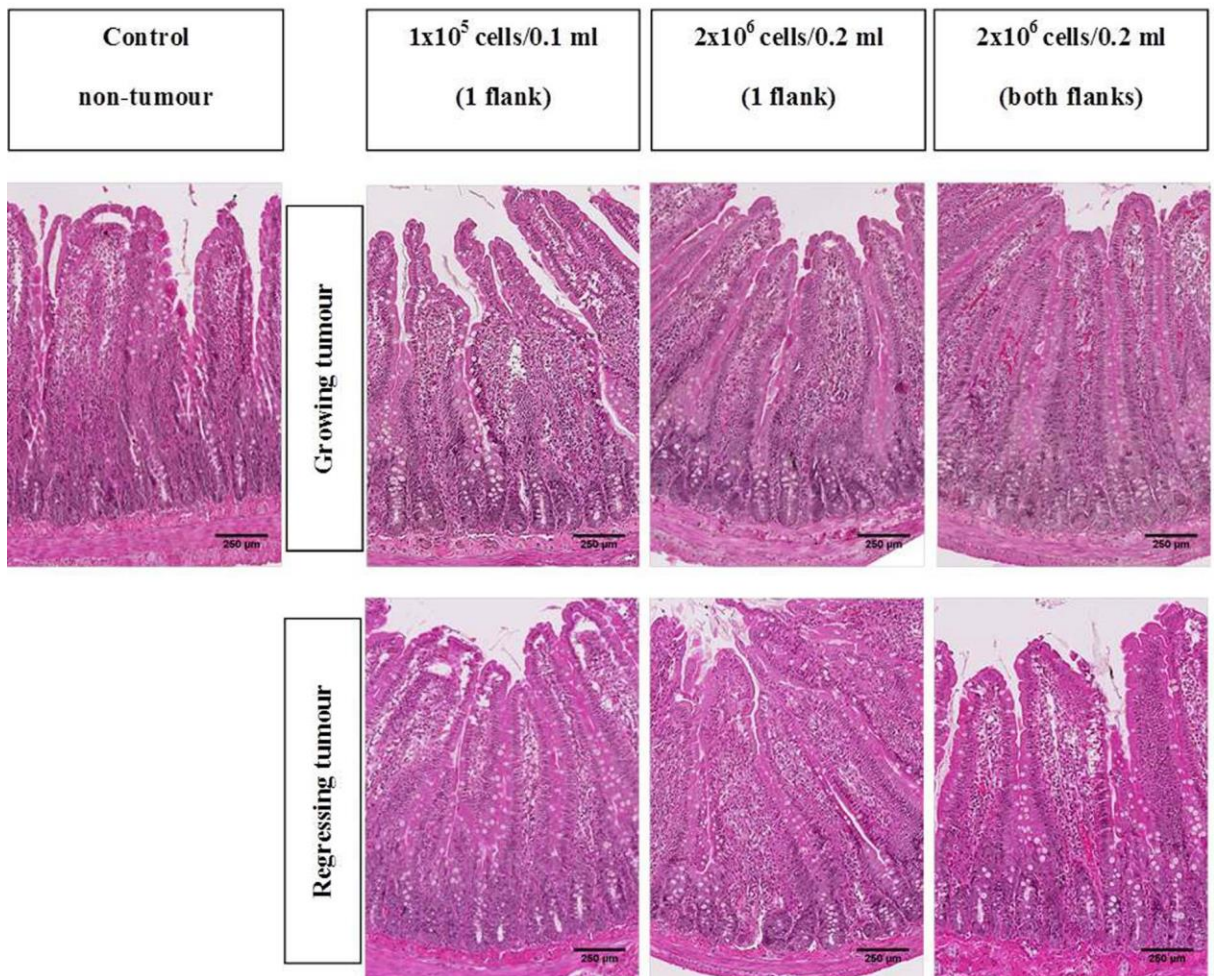 Control
non-tumour
1x10⁵ cells/0.1 ml
(1 flank)
2x10⁶ cells/0.2 ml
(1 flank)
2x10⁶ cells/0.2 ml
(both flanks)
Growing tumour
250 µm
250 µm
250 µm
250 µm
Regressing tumour
250 µm
250 µm
250 µm